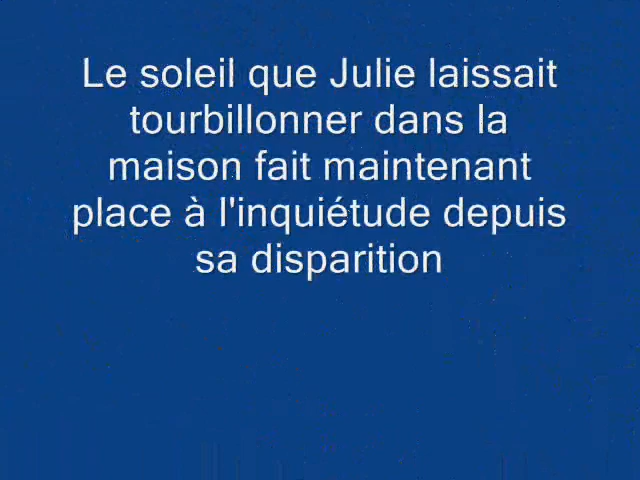 Le soleil que Julie laissait
tourbillonner dans la
maison fait maintenant
place à l'inquiétude depuis
sa disparition